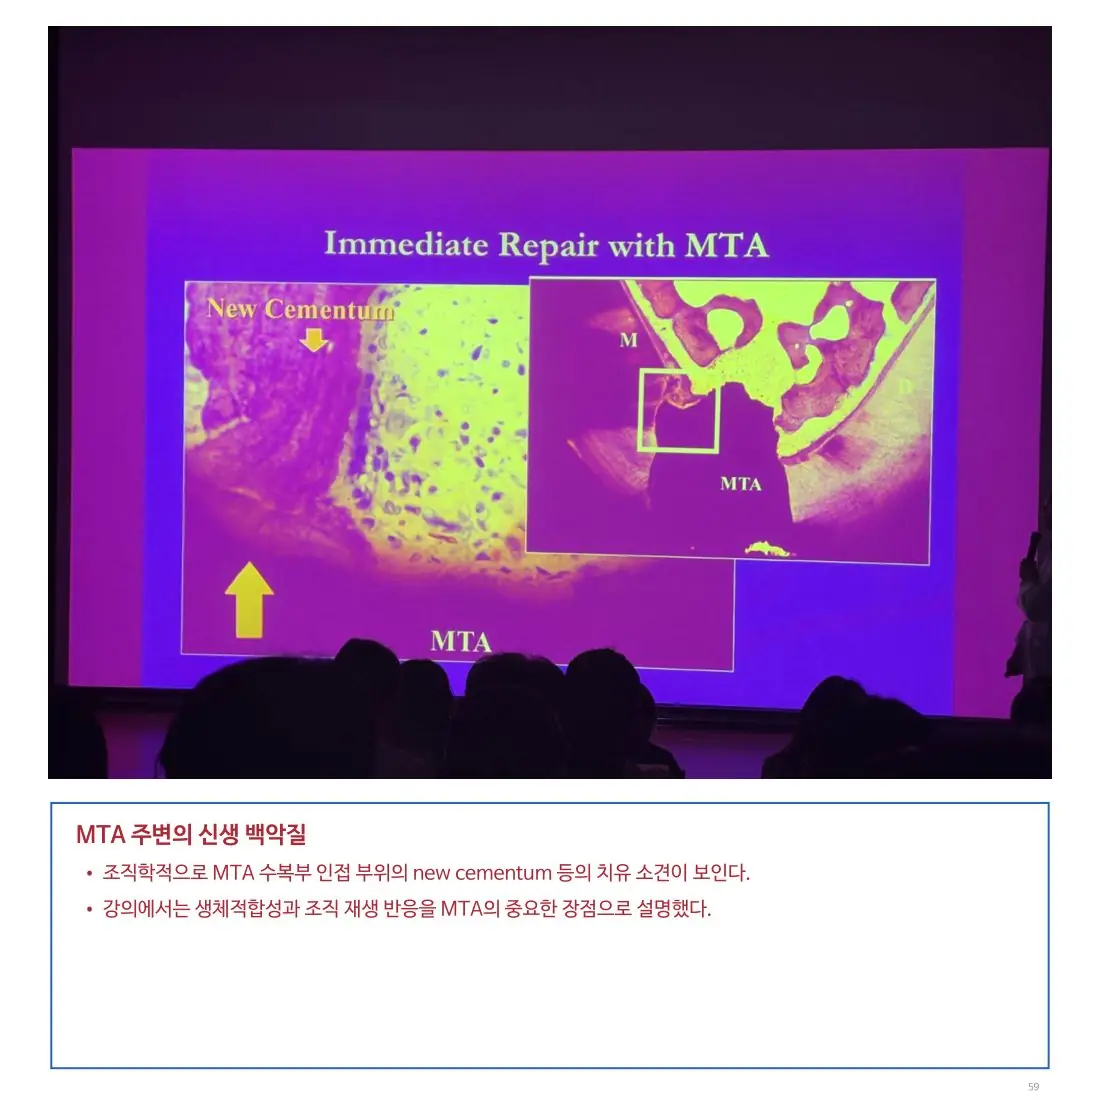 Immediate Repair with MTA
New Cementum
M
D
MTA
MTA
MTA 주변의 신생 백악질
• 조직학적으로 MTA 수복부 인접 부위의 new cementum 등의 치유 소견이 보인다.
• 강의에서는 생체적합성과 조직 재생 반응을 MTA의 중요한 장점으로 설명했다.
59